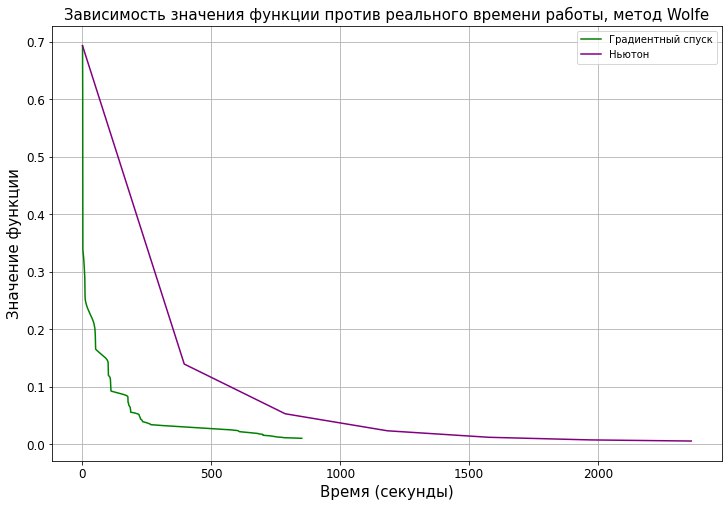 Зависимость значения функции против реального времени работы, метод Wolfe
Градиентный спуск
Ньютон
Значение функции
0.7
0.6
0.5
0.4
0.3
0.2
0.1
0.0
0 500 1000 1500 2000
Время (секунды)